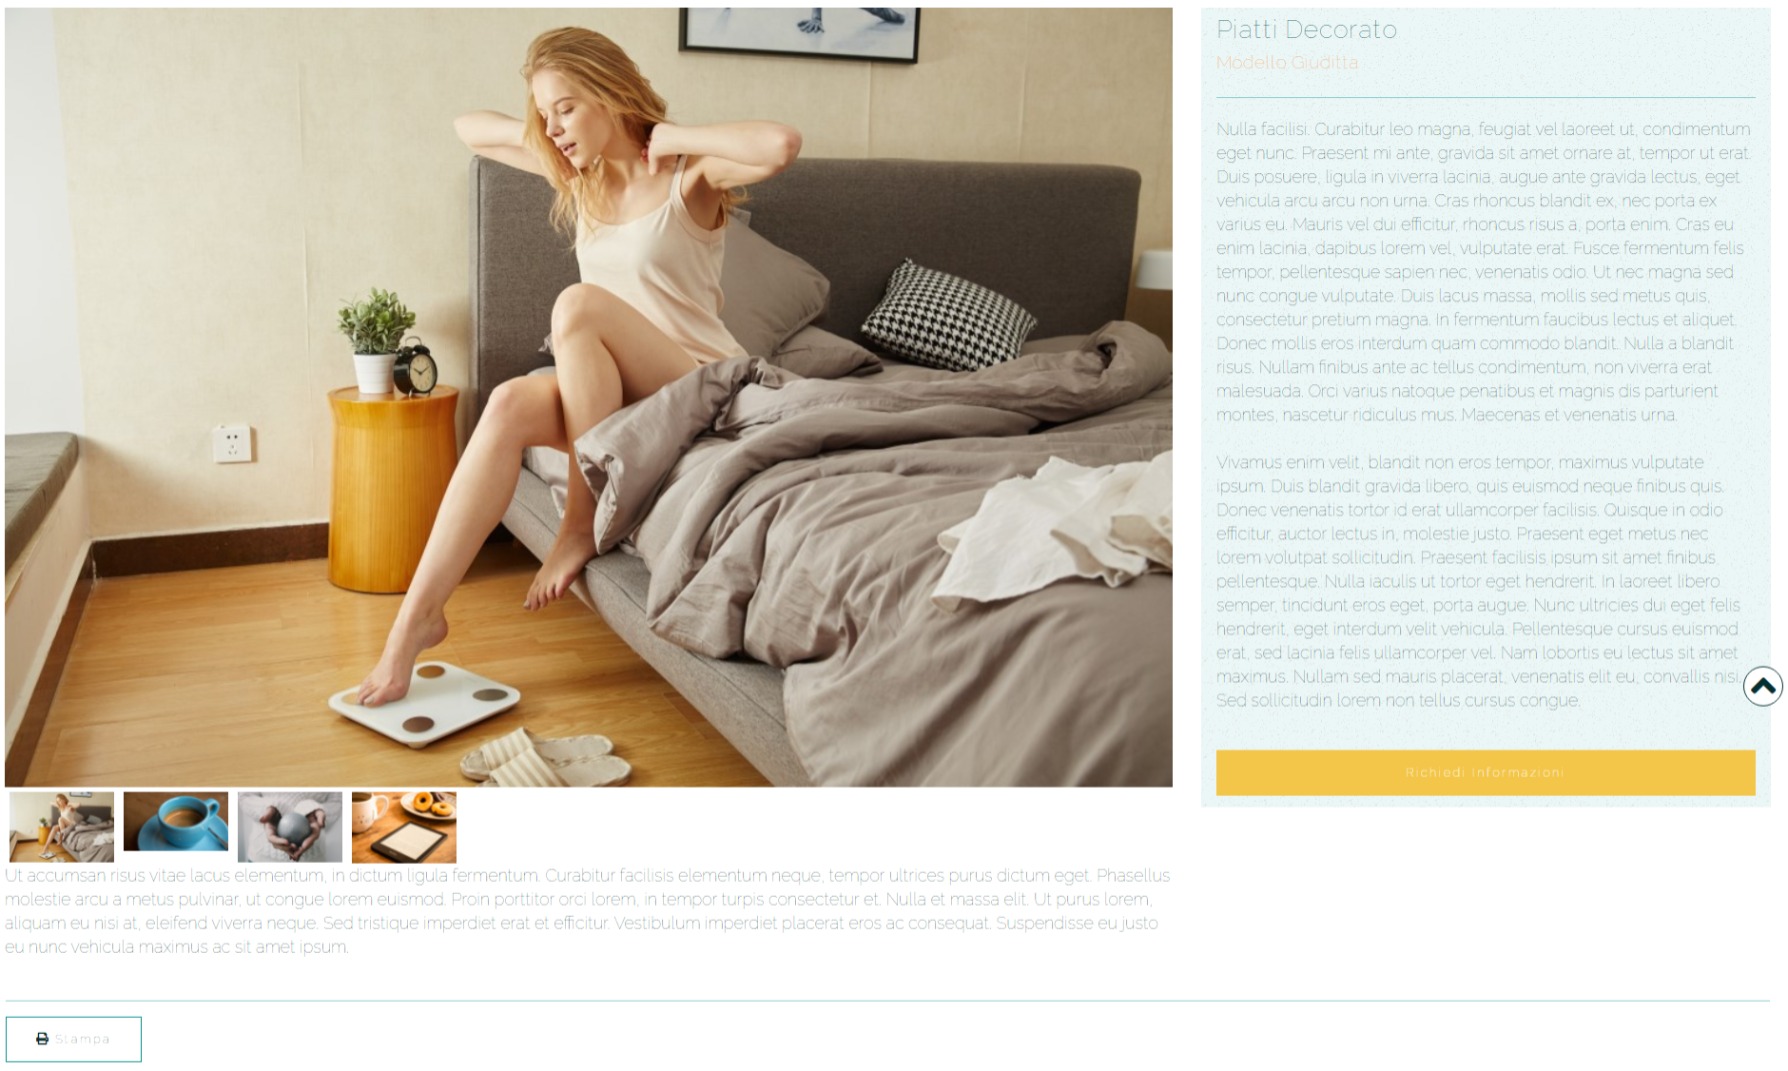 Piatti Decorato
Modello Giuditta
Nulla facilisi. Curabitur leo magna, feugiat vel laoreet ut, condimentum
eget nunc. Praesent mi ante, gravida sit amet ornare at, tempor ut erat.
Duis posuere, ligula in viverra lacinia, augue ante gravida lectus, eget
vehicula arcu arcu non urna. Cras rhoncus blandit ex, nec porta ex
varius eu. Mauris vel dui efficitur, rhoncus risus a, porta enim. Cras eu
enim lacinia, dapibus lorem vel, vulputate erat. Fusce fermentum felis
tempor, pellentesque sapien nec, venenatis odio. Ut nec magna sed
nunc congue vulputate. Duis lacus massa, mollis sed metus quis,
consectetur pretium magna. In fermentum faucibus lectus et aliquet.
Donec mollis eros interdum quam commodo blandit. Nulla a blandit
risus. Nullam finibus ante ac tellus condimentum, non viverra erat
malesuada. Orci varius natoque penatibus et magnis dis parturient
montes, nascetur ridiculus mus. Maecenas et venenatis urna.
Vivamus enim velit, blandit non eros tempor, maximus vulputate
ipsum. Duis blandit gravida libero, quis euismod neque finibus quis.
Donec venenatis tortor id erat ullamcorper facilisis. Quisque in odio
efficitur, auctor lectus in, molestie justo. Praesent eget metus nec
lorem volutpat sollicitudin. Praesent facilisis ipsum sit amet finibus
pellentesque. Nulla iaculis ut tortor eget hendrerit. In laoreet libero
semper, tincidunt eros eget, porta augue. Nunc ultricies dui eget felis
hendrerit, eget interdum velit vehicula. Pellentesque cursus euismod
erat, sed lacinia felis ullamcorper vel. Nam lobortis eu lectus sit amet
maximus. Nullam sed mauris placerat, venenatis elit eu, convallis nisi.
Sed sollicitudin lorem non tellus cursus congue.
Richiedi Informazioni
Ut accumsan risus vitae lacus elementum, in dictum ligula fermentum. Curabitur facilisis elementum neque, tempor ultrices purus dictum eget. Phasellus
molestie arcu a metus pulvinar, ut congue lorem euismod. Proin porttitor orci lorem, in tempor turpis consectetur et. Nulla et massa elit. Ut purus lorem,
aliquam eu nisi at, eleifend viverra neque. Sed tristique imperdiet erat et efficitur. Vestibulum imperdiet placerat eros ac consequat. Suspendisse eu justo
eu nunc vehicula maximus ac sit amet ipsum.
Stampa